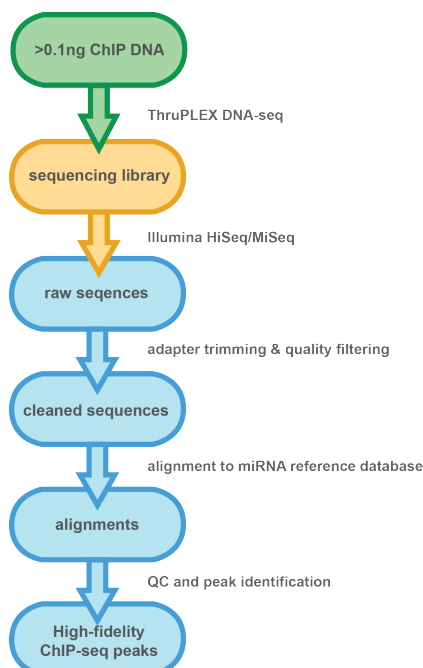 >0.1ng ChIP DNA
ThruPLEX DNA-seq
sequencing library
Illumina HiSeq/MiSeq
raw seqences
adapter trimming & quality filtering
cleaned sequences
alignment to miRNA reference database
alignments
QC and peak identification
High-fidelity
ChIP-seq peaks